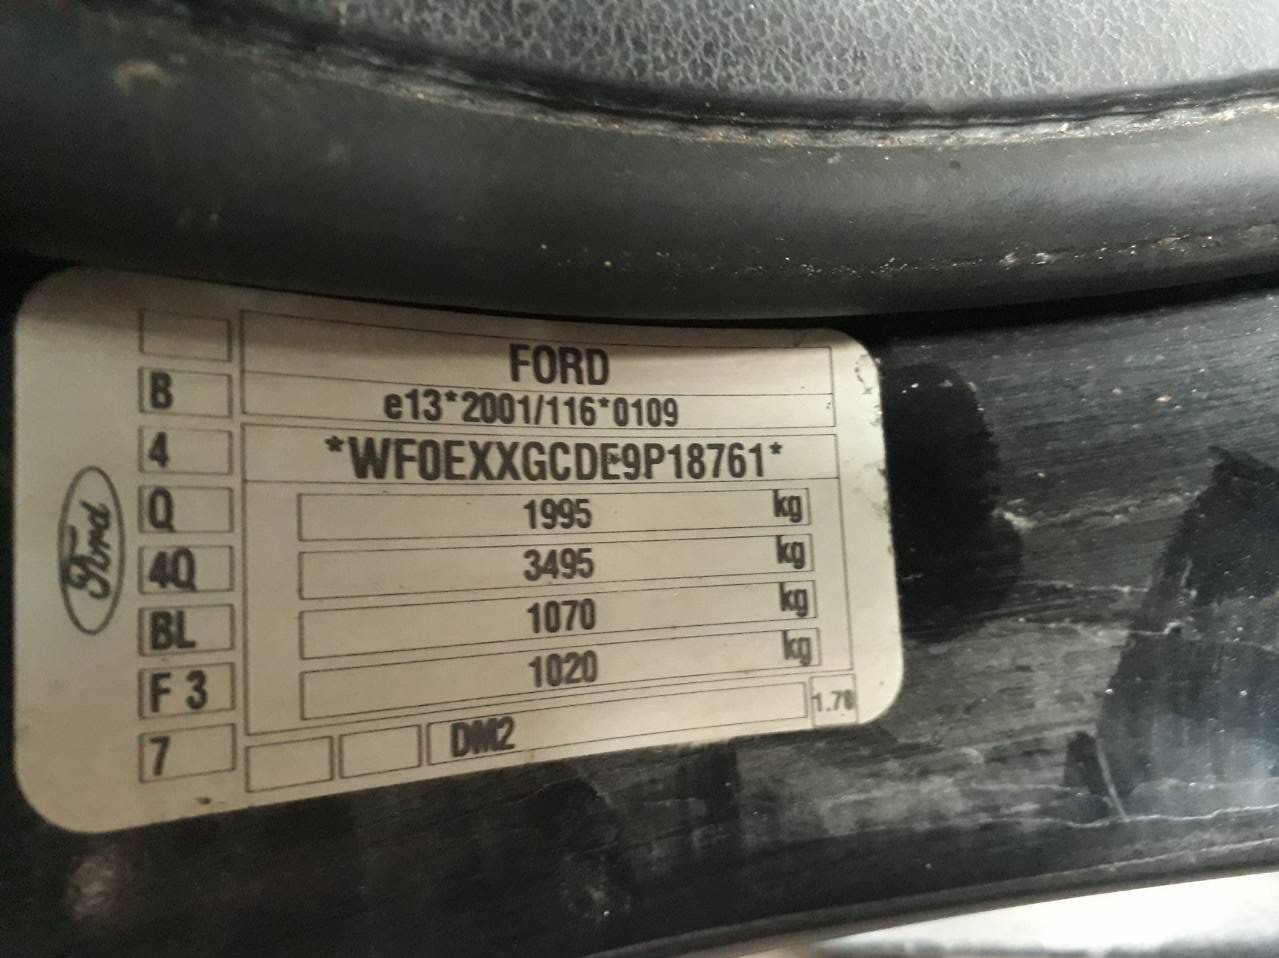 FORD
B
e13*2001/116*0109
4
*WF0EXXGCDE9P18761*
Q
1995 kg
4Q
3495 kg
BL
1070 kg
F 3
1020 kg
7
DM2
1.70
Ford